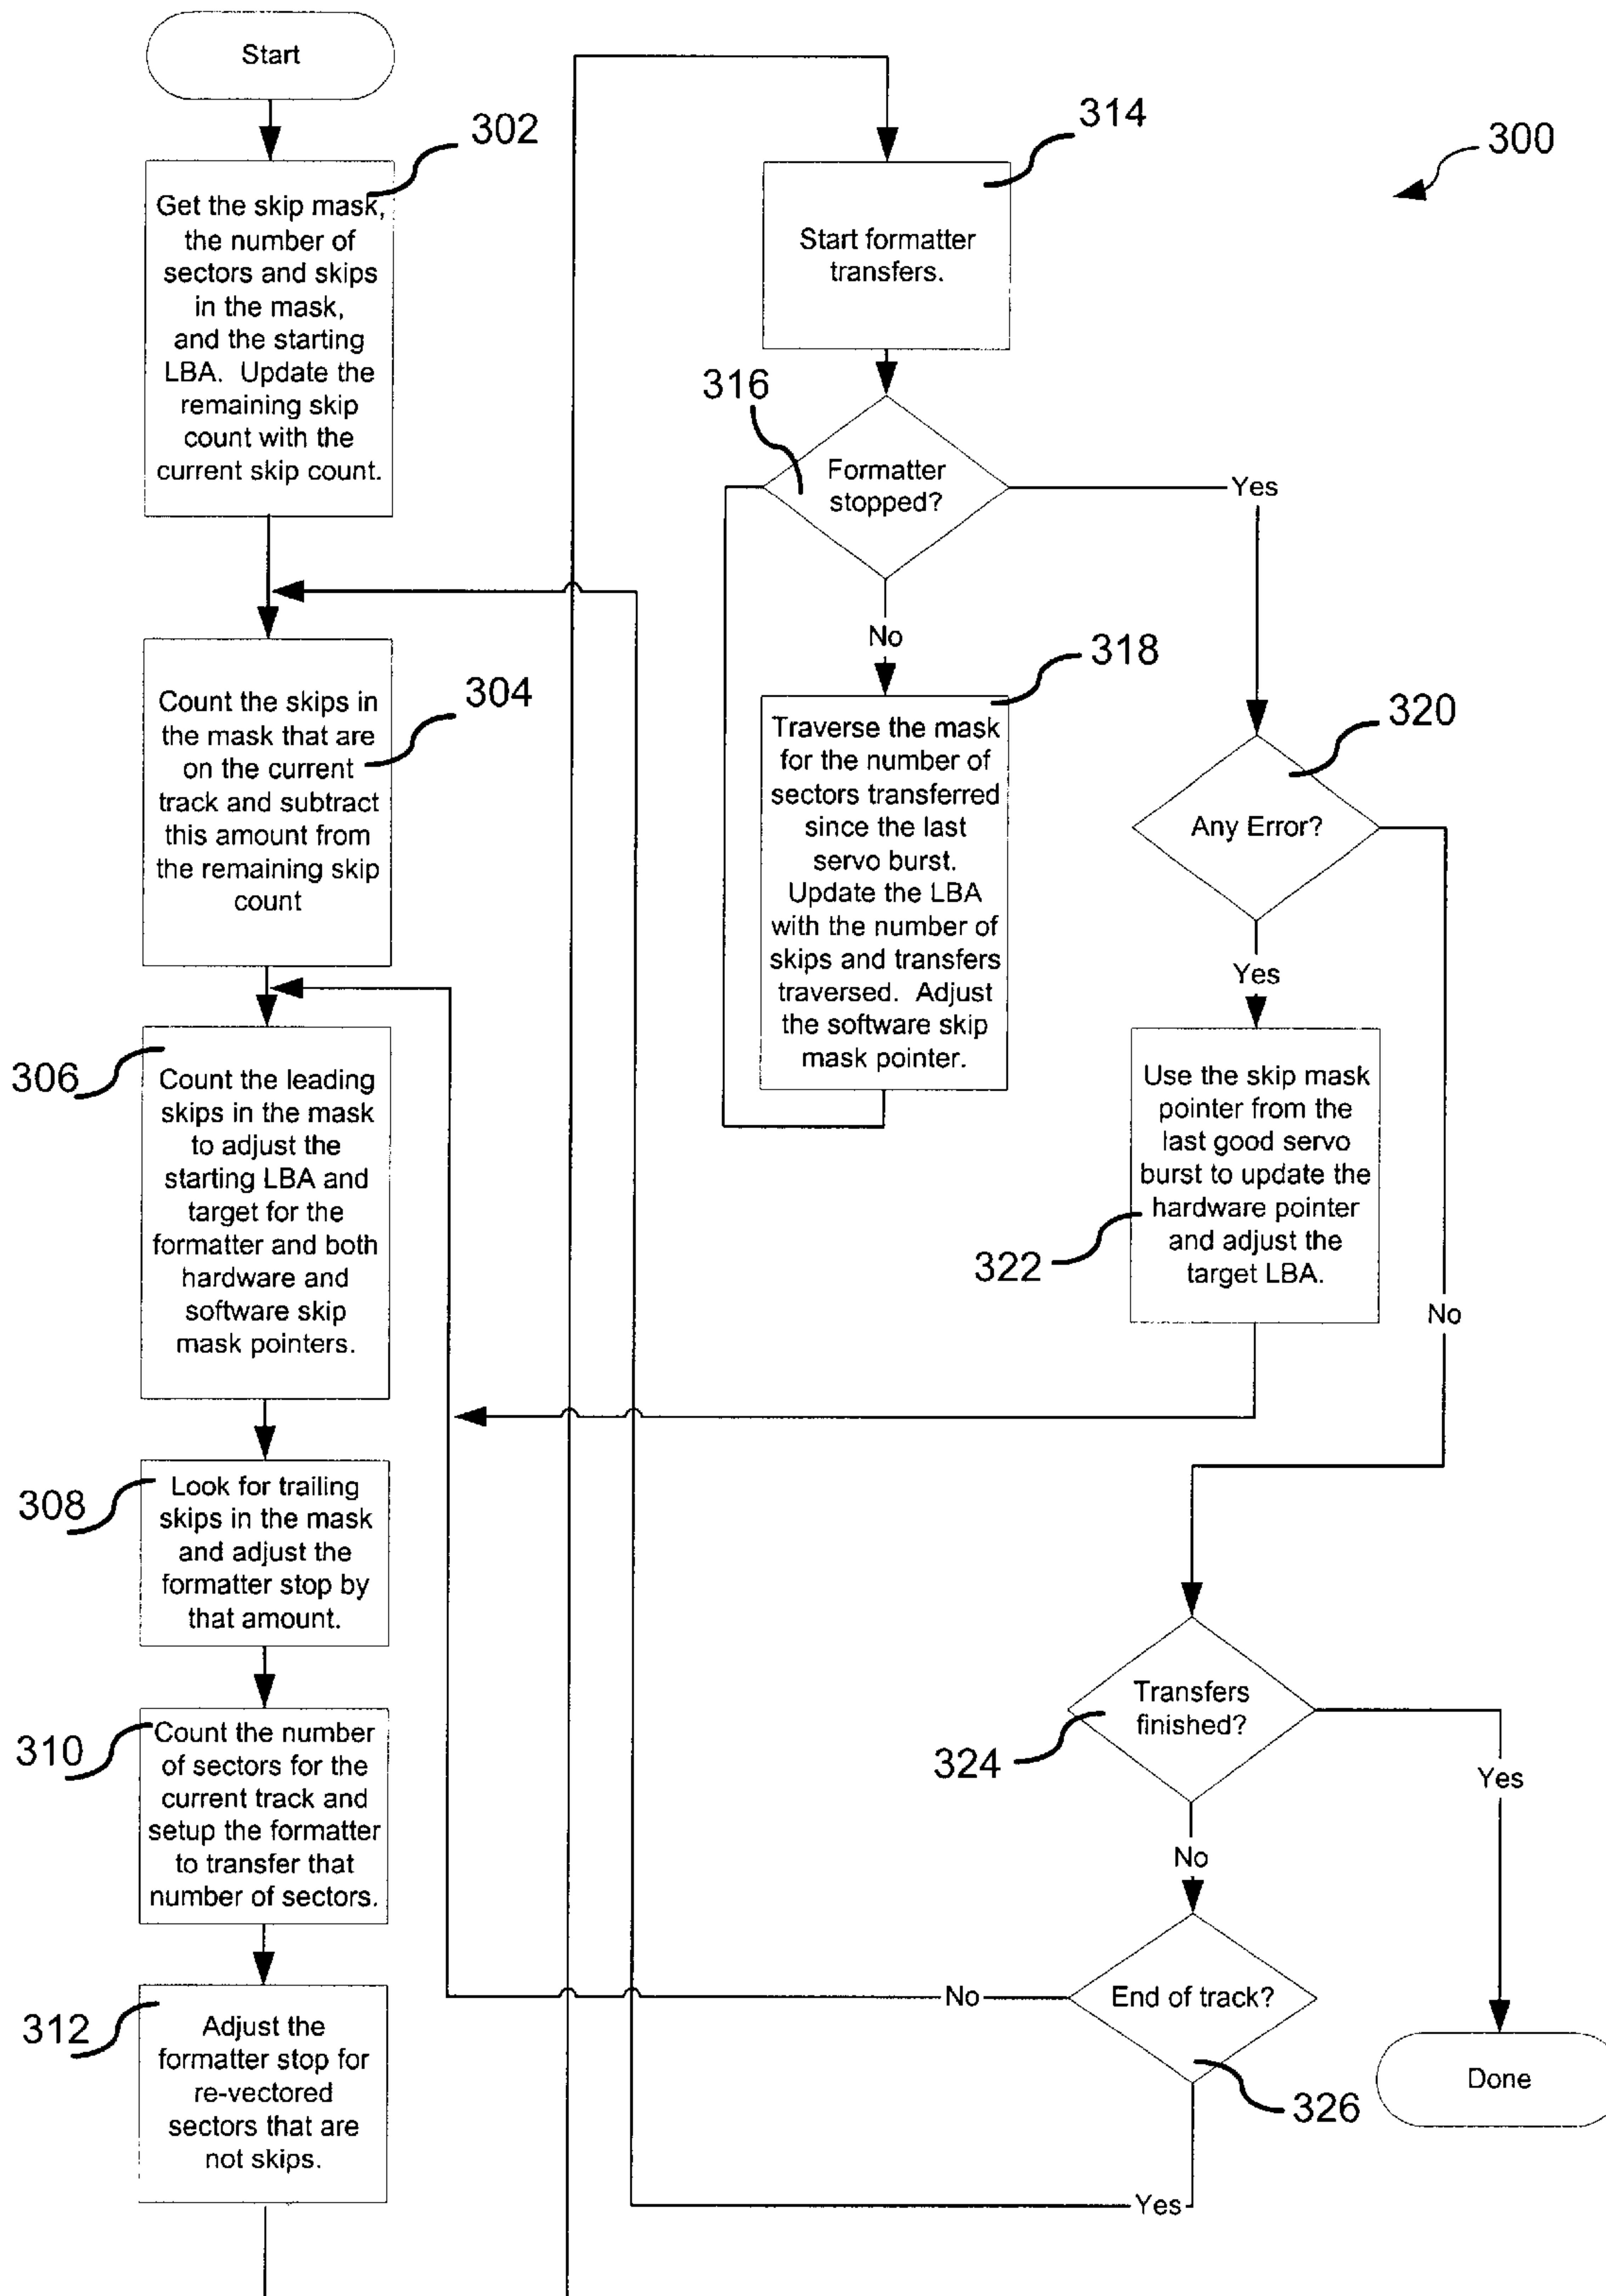 Start
302
Get the skip mask,
the number of
sectors and skips
in the mask,
and the starting
LBA. Update the
remaining skip
count with the
current skip count.
304
Count the skips in
the mask that are
on the current
track and subtract
this amount from
the remaining skip
count
306
Count the leading
skips in the mask
to adjust the
starting LBA and
target for the
formatter and both
hardware and
software skip
mask pointers.
308
Look for trailing
skips in the mask
and adjust the
formatter stop by
that amount.
310
Count the number
of sectors for the
current track and
setup the formatter
to transfer that
number of sectors.
312
Adjust the
formatter stop for
re-vectored
sectors that are
not skips.
314
300
Start formatter
transfers.
316
Formatter
stopped?
Yes
No
318
Traverse the mask
for the number of
sectors transferred
since the last
servo burst.
Update the LBA
with the number of
skips and transfers
traversed. Adjust
the software skip
mask pointer.
320
Any Error?
Yes
No
Use the skip mask
pointer from the
last good servo
burst to update the
hardware pointer
and adjust the
target LBA.
322
Transfers
finished?
324
Yes
No
End of track?
No
326
Yes
Done